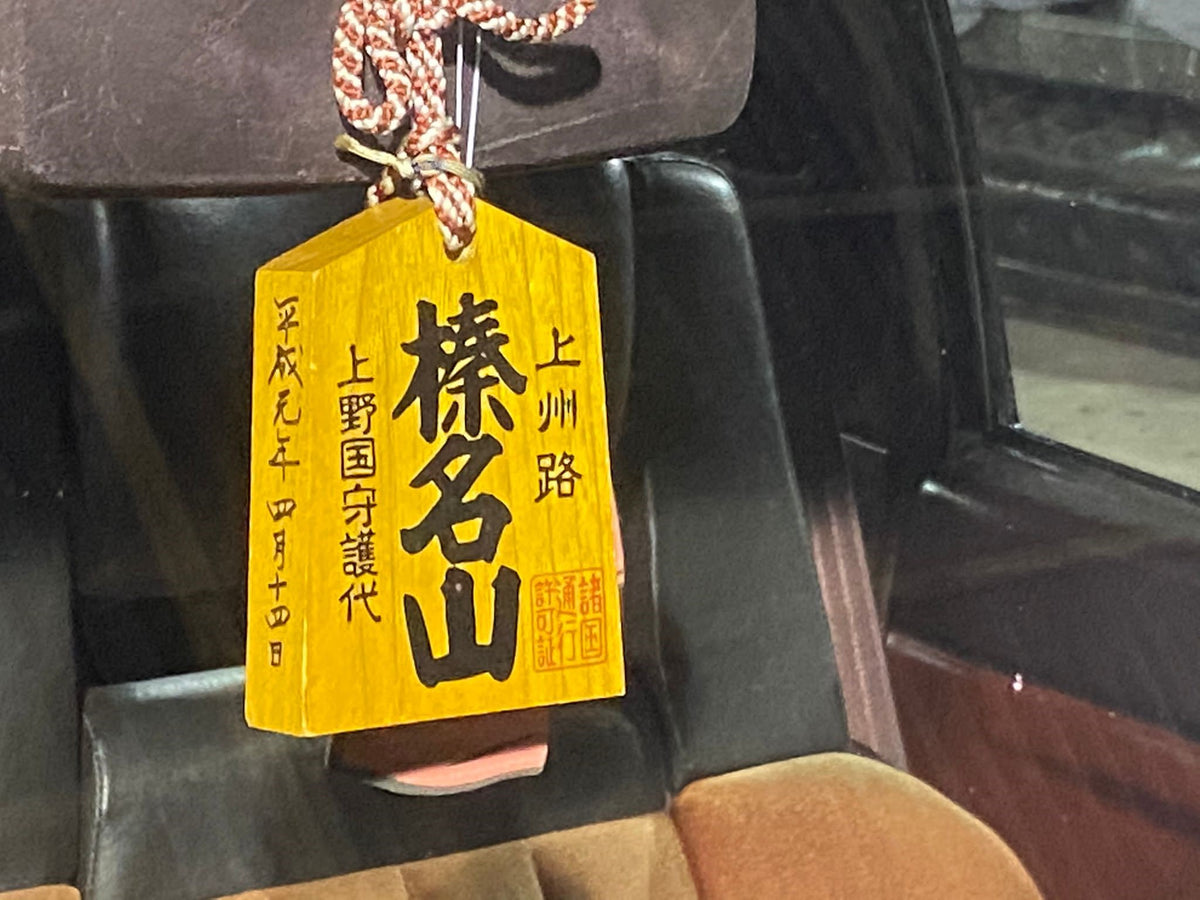 上州路
諸国
通行
許可証
榛名山
上野国守護代
平成元年四月十四日